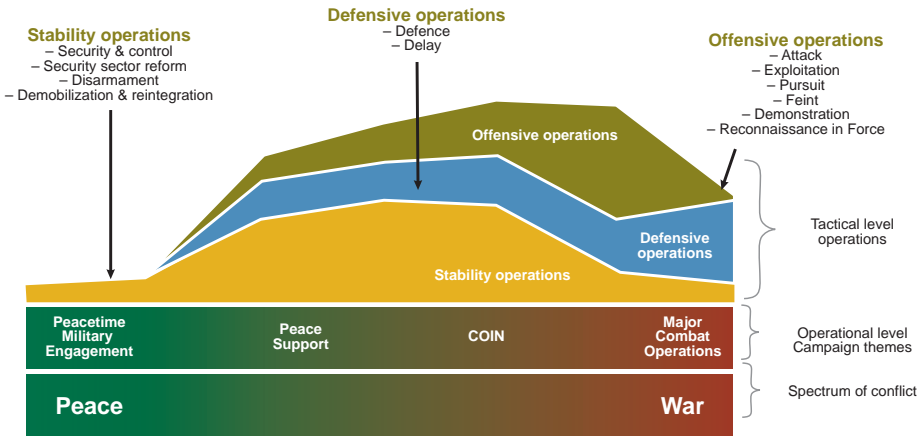 Stability operations
– Security & control
– Security sector reform
– Disarmament
– Demobilization & reintegration
Defensive operations
– Defence
– Delay
Offensive operations
– Attack
– Exploitation
– Pursuit
– Feint
– Demonstration
– Reconnaissance in Force
Offensive operations
Defensive
operations
Stability operations
Tactical level
operations
Peacetime
Military
Engagement
Peace
Support
COIN
Major
Combat
Operations
Operational level
Campaign themes
Peace
War
Spectrum of conflict